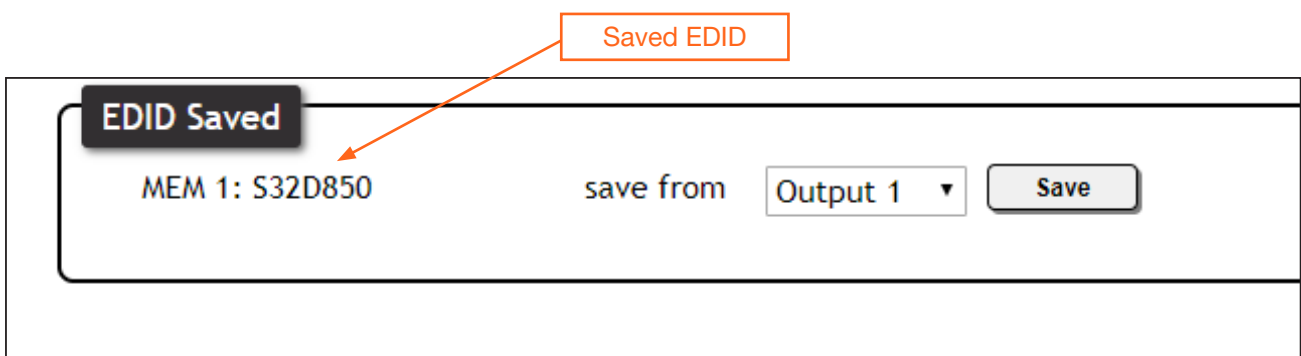 Saved EDID
EDID Saved
MEM 1: S32D850 save from Output 1 Save